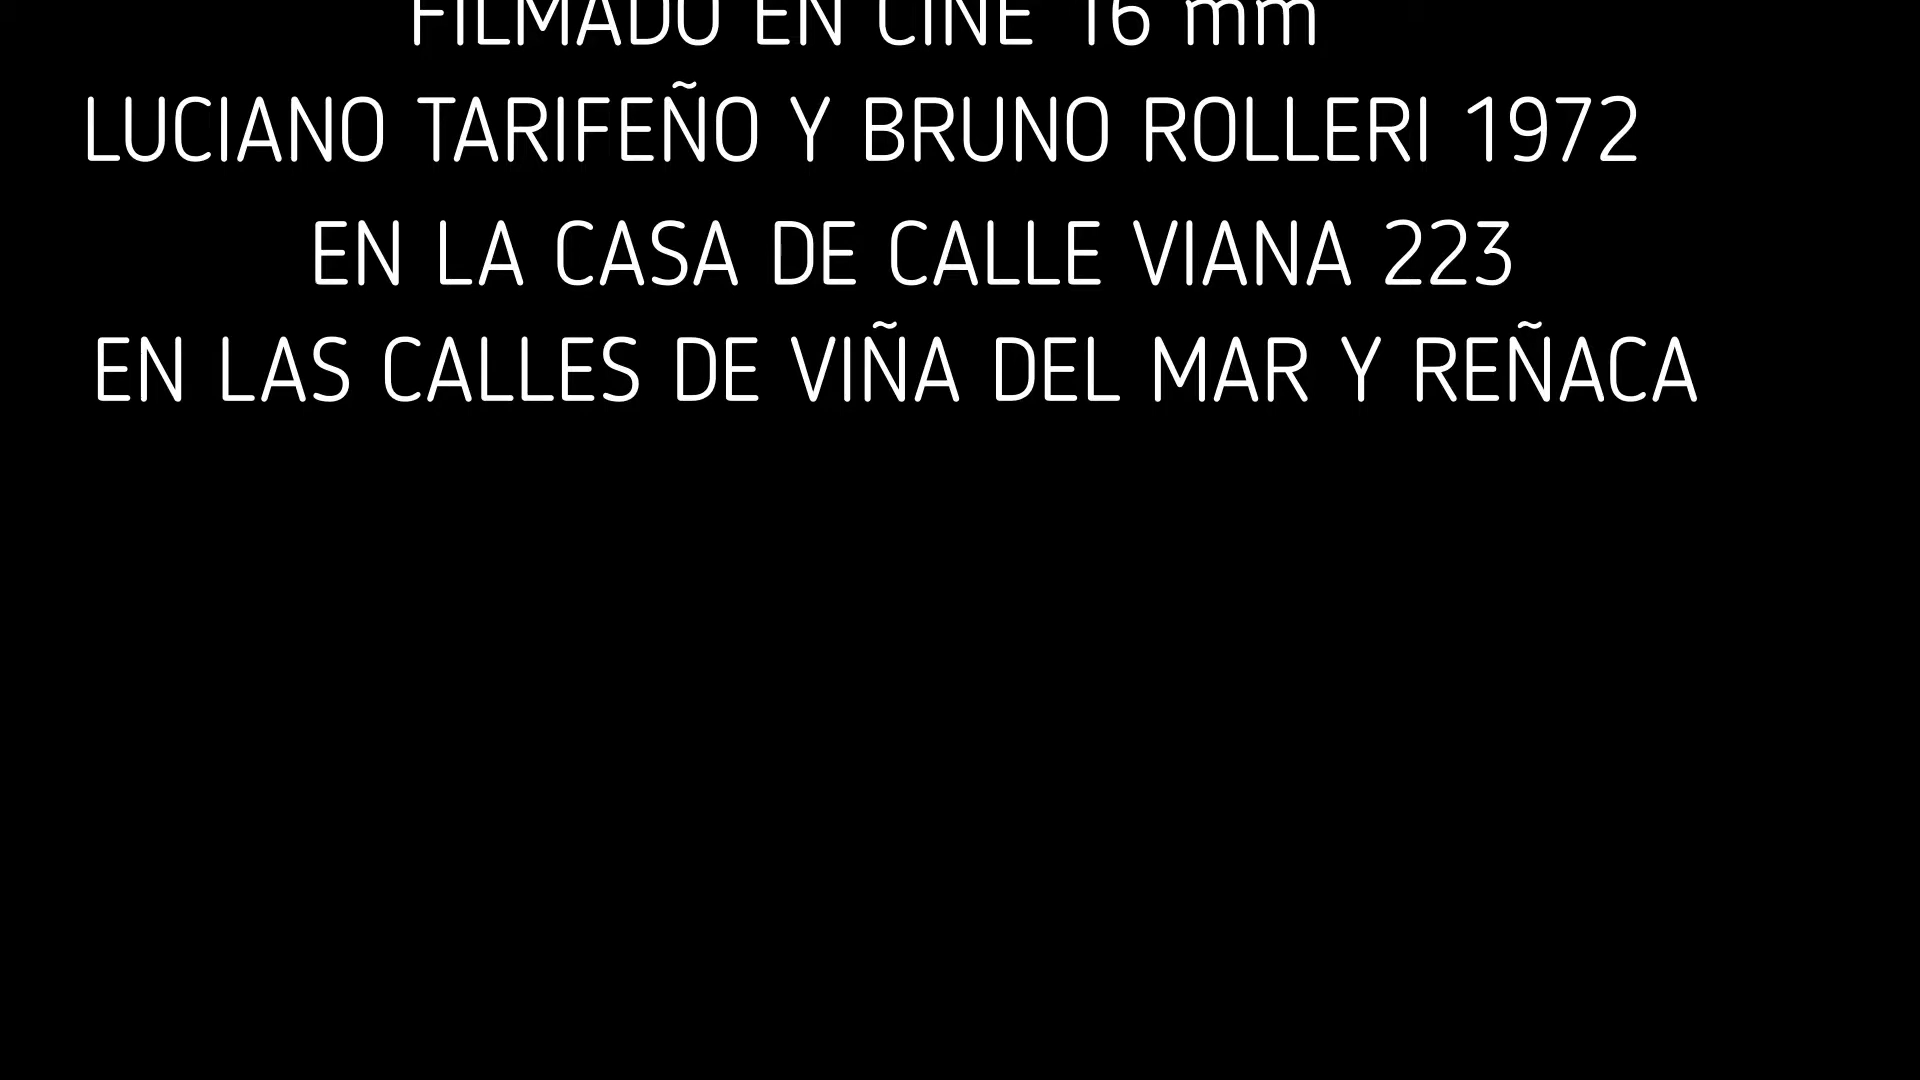 FILMADO EN CINE 16 mm
LUCIANO TARIFEÑO Y BRUNO ROLLERI 1972
EN LA CASA DE CALLE VIANA 223
EN LAS CALLES DE VIÑA DEL MAR Y REÑACA